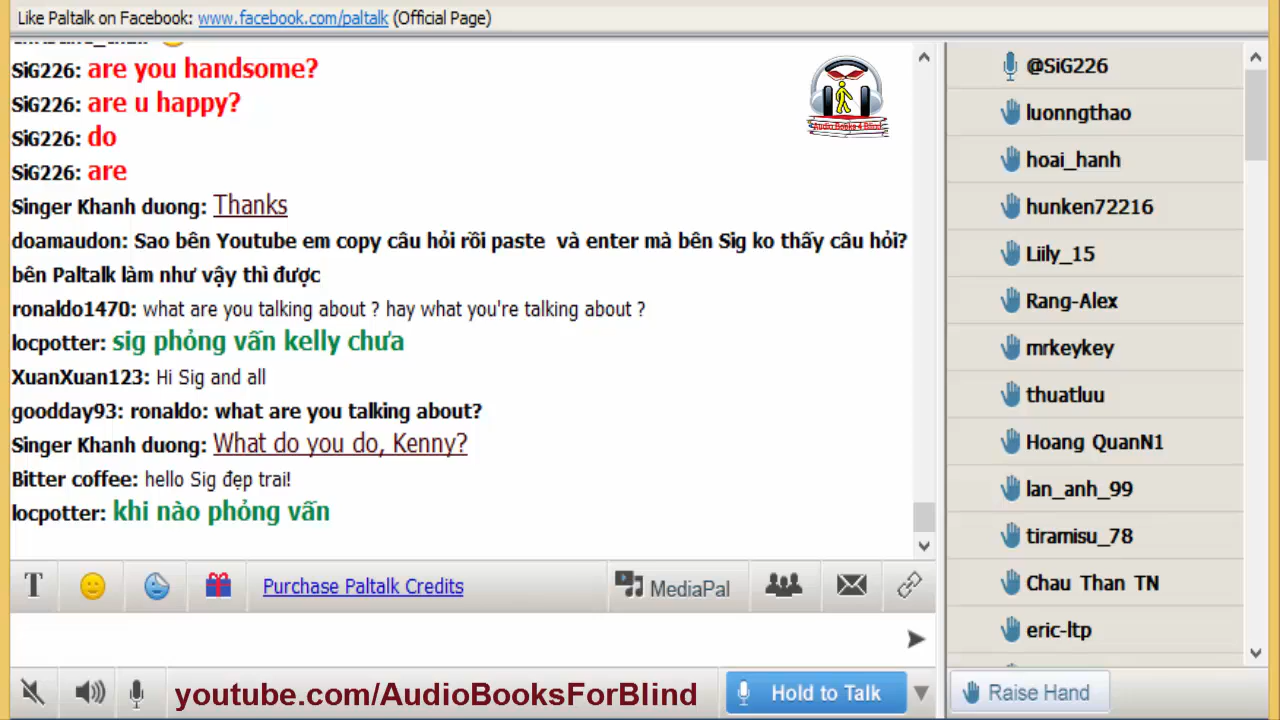 Like Paltalk on Facebook: www.facebook.com/paltalk (Official Page)
SiG226: are you handsome?
SiG226: are u happy?
SiG226: do
SiG226: are
Singer Khanh duong: Thanks
doamaudon: Sao bên Youtube em copy câu hỏi rồi paste và enter mà bên Sig ko thấy câu hỏi?
bên Paltalk làm như vậy thì được
ronaldo1470: what are you talking about ? hay what you're talking about ?
locpotter: sig phỏng vấn kelly chưa
XuanXuan123: Hi Sig and all
goodday93: ronaldo: what are you talking about?
Singer Khanh duong: What do you do, Kenny?
Bitter coffee: hello Sig đẹp trai!
locpotter: khi nào phỏng vấn
Audio Books 4 Blind
T
Purchase Paltalk Credits
MediaPal
youtube.com/AudioBooksForBlind
Hold to Talk
@SiG226
luonngthao
hoai_hanh
hunken72216
Liily_15
Rang-Alex
mrkeykey
thuatluu
Hoang QuanN1
lan_anh_99
tiramisu_78
Chau Than TN
eric-ltp
Raise Hand